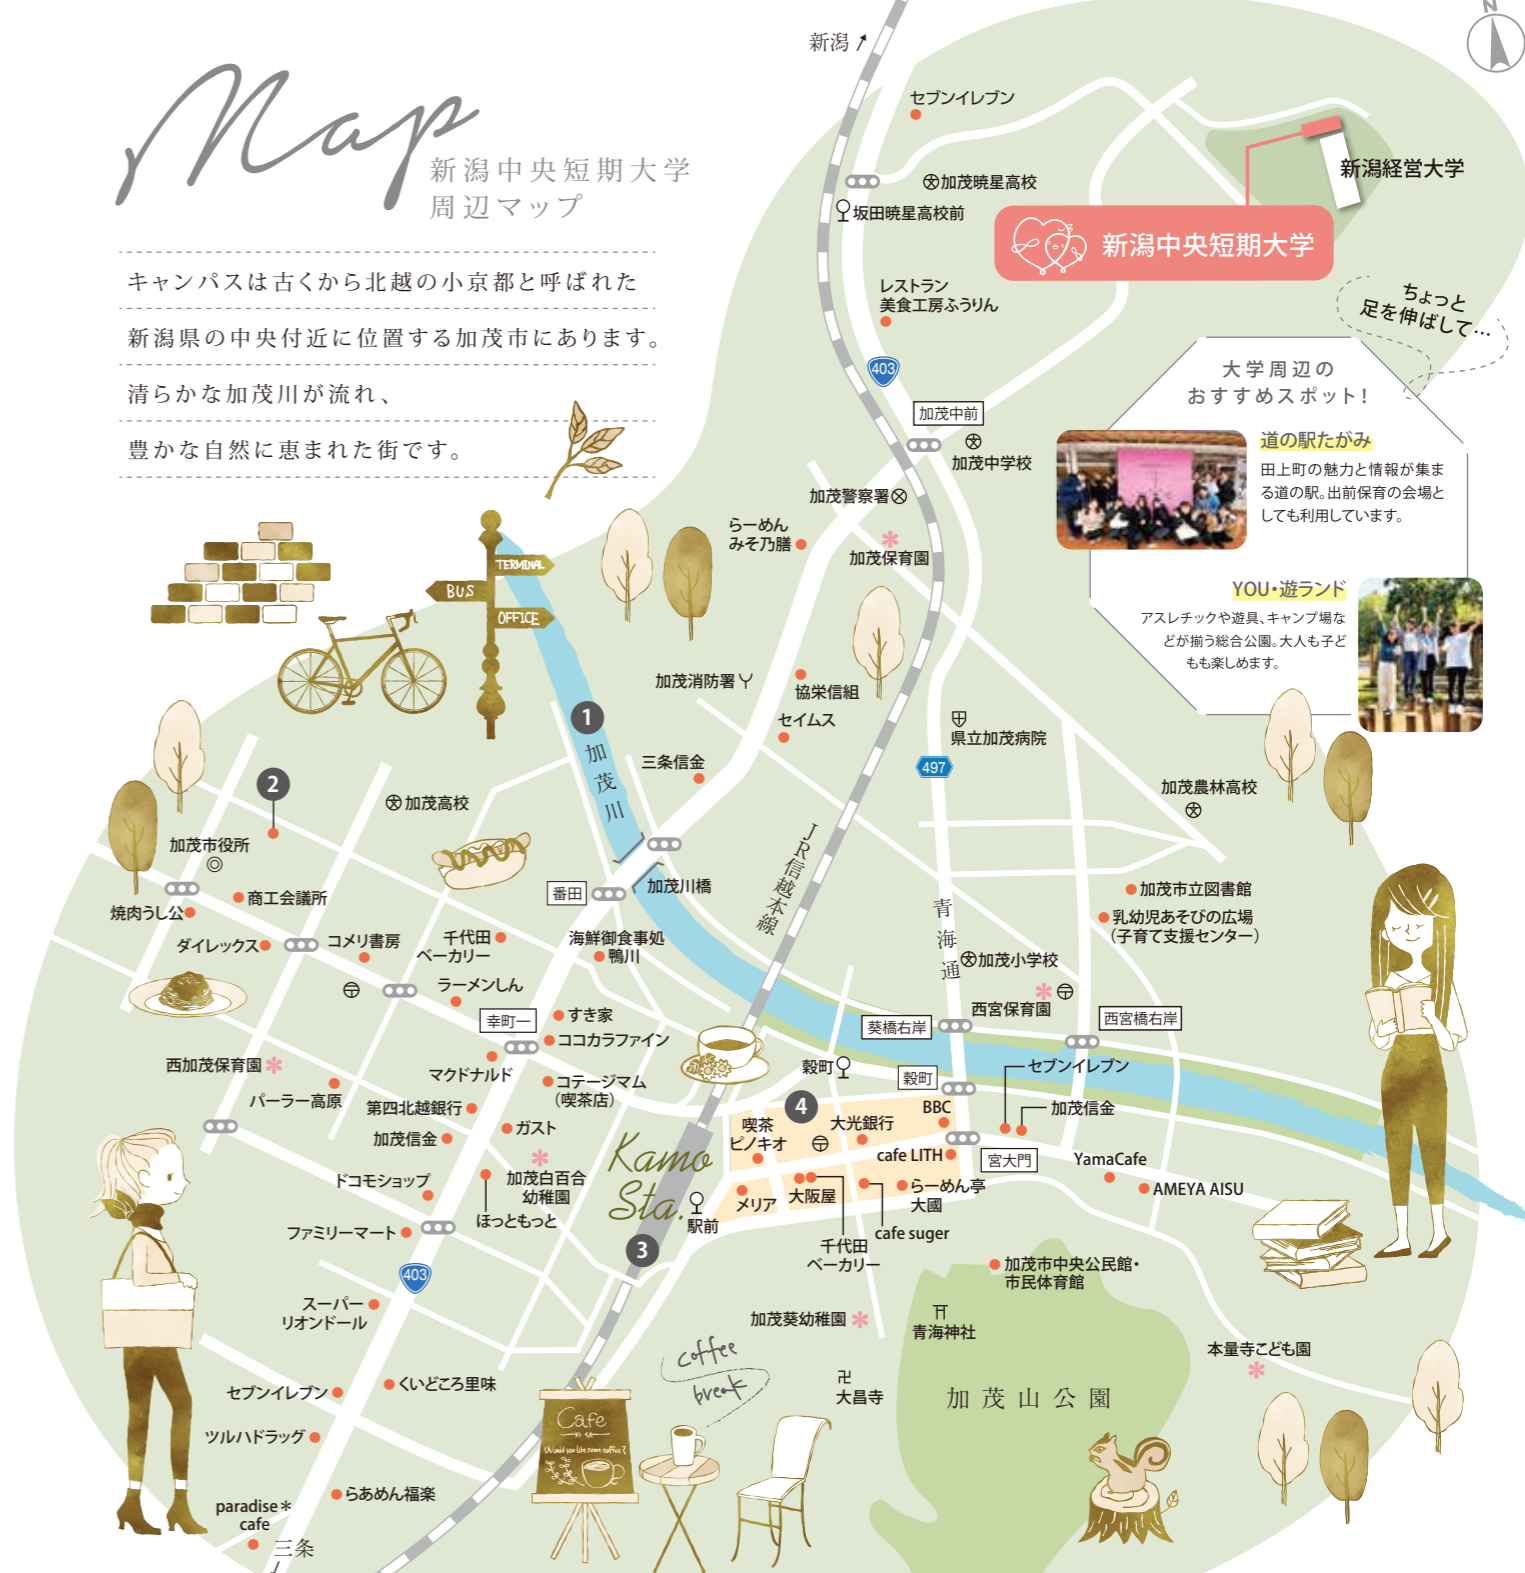 Map
新潟中央短期大学
周辺マップ
キャンパスは古くから北越の小京都と呼ばれた
新潟県の中央付近に位置する加茂市にあります。
清らかな加茂川が流れ、
豊かな自然に恵まれた街です。
N
新潟
セブンイレブン
加茂暁星高校
坂田暁星高校前
新潟経営大学
新潟中央短期大学
レストラン
美食工房ふうりん
403
ちょっと
足を伸ばして…
大学周辺の
おすすめスポット!
道の駅たがみ
田上町の魅力と情報が集ま
る道の駅。出前保育の会場と
しても利用しています。
YOU・遊ランド
アスレチックや遊具、キャンプ場な
どが揃う総合公園。大人も子ど
もも楽しめます。
加茂中前
加茂中学校
加茂警察署
らーめん
みそ乃膳
加茂保育園
TERMINAL
BUS
OFFICE
加茂消防署
協栄信組
セイムス
三条信金
県立加茂病院
497
加茂農林高校
1
加茂川
2
加茂高校
加茂市役所
商工会議所
焼肉うし公
ダイレックス
コメリ書房
番田
加茂川橋
JR信越本線
青海通
加茂市立図書館
乳幼児あそびの広場
(子育て支援センター)
千代田
ベーカリー
海鮮御食事処
鴨川
加茂小学校
西宮保育園
ラーメンしん
幸町一
すき家
ココカラファイン
葵橋右岸
西宮橋右岸
西加茂保育園
マクドナルド
コテージマム
(喫茶店)
穀町
穀町
セブンイレブン
パーラー高原
第四北越銀行
加茂信金
ガスト
4
喫茶
ピノキオ
大光銀行
BBC
加茂信金
cafe LITH
宮大門
YamaCafe
AMEYA AISU
Kamo
Sta.
加茂白百合
幼稚園
ドコモショップ
ほっともっと
駅前
メリア
大阪屋
らーめん亭
大國
cafe suger
千代田
ベーカリー
ファミリーマート
3
403
スーパー
リオンドール
加茂市中央公民館・
市民体育館
加茂葵幼稚園
青海神社
本量寺こども園
coffee
break
大昌寺
加茂山公園
セブンイレブン
くいどころ里味
ツルハドラッグ
Cafe
Would you like some coffee?
らあめん福楽
paradise＊
cafe
三条